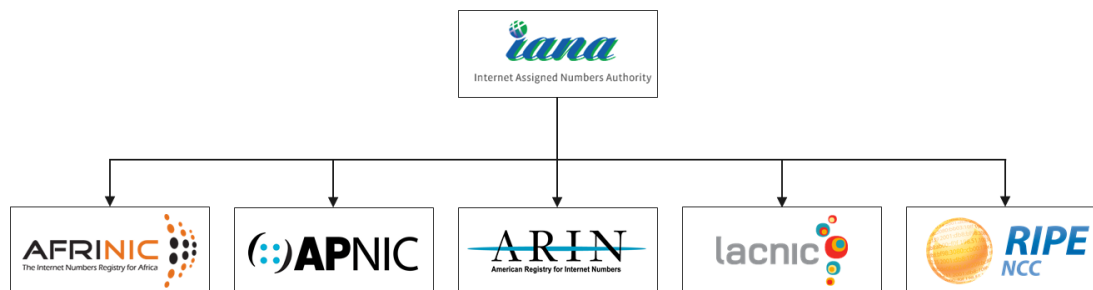 iana
Internet Assigned Numbers Authority
AFRINIC
The Internet Numbers Registry for Africa
APNIC
ARIN
American Registry for Internet Numbers
lacnic
RIPE
NCC